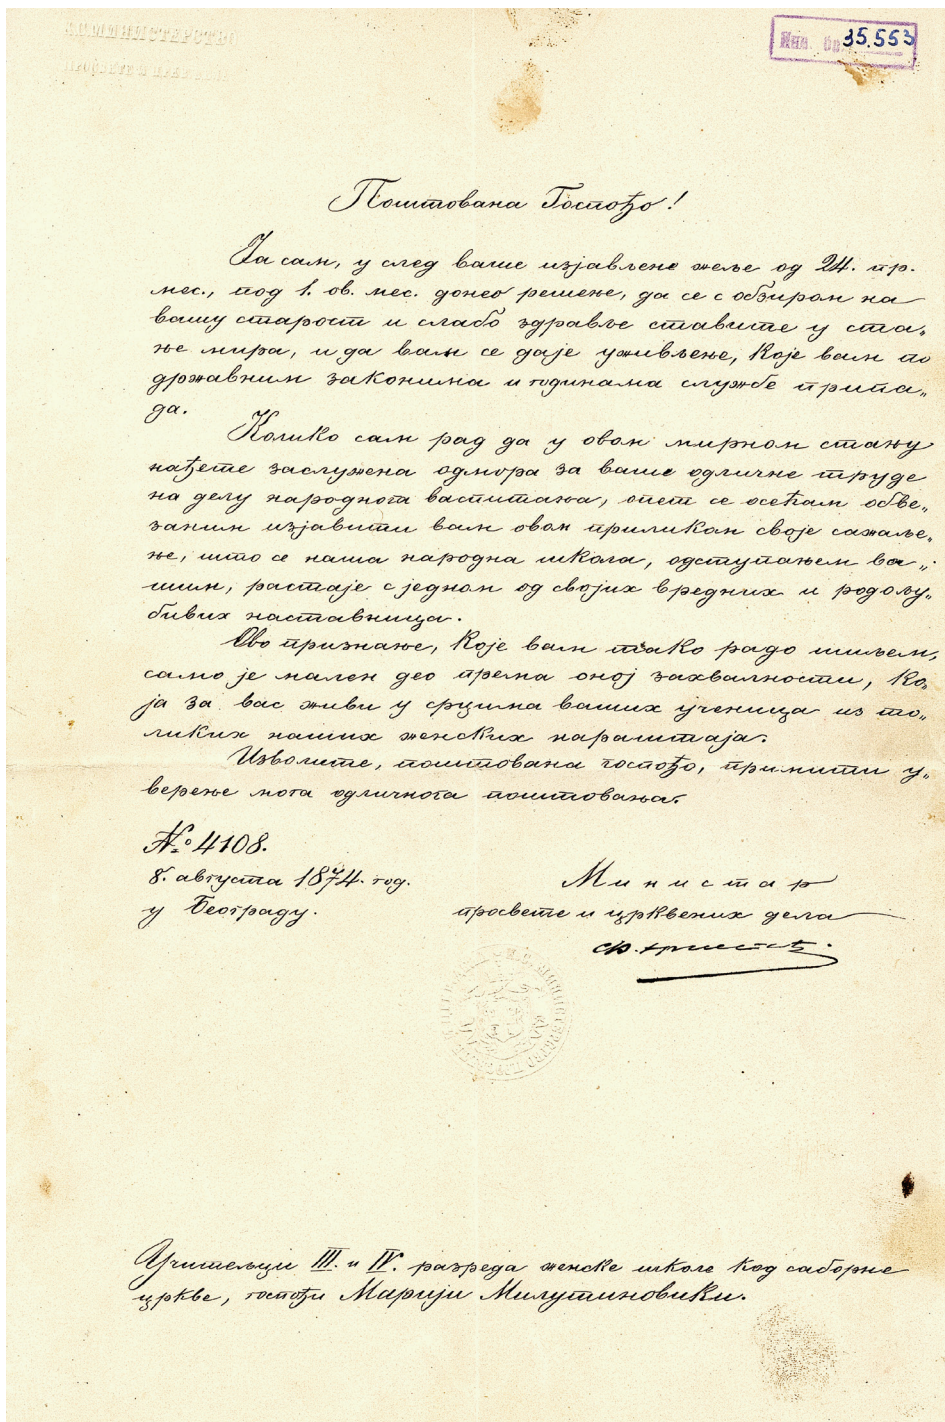 МИНИСТАРСТВО
Инв. бр. 35.553
Поштована Госпођо!
Ја сам, у след ваше изјављене жеље од 24. пр.
мес., под 1. ов. мес. донео решење, да се с обзиром на
вашу старост и слабо здравље ставите у ста„
ње мира, и да вам се даје уживљење, које вам по
државним законима и годинама службе припа„
да.
Колико сам рад да у овом мирном стању
нађете заслужена одмора за ваше одличне труде
на делу народнога васпитања, опет се осећам обве„
заним изјавити вам овом приликом своје сажаље„
ње, што се наша народна школа, одступањем ва„
шим, растаје с једном од својих вредних и родољу„
бивих наставница.
Ово признање, које вам тако радо шиљем,
само је мален део према оној захвалности, ко„
ја за вас живи у срцима ваших ученица из то„
ликих наших женских нараштаја.
Изволите, поштована госпођо, примити у„
верење мога одличнога поштовања.
№ 4108.
8. августа 1874. год.
у Београду.
Министар
просвете и црквених дела
Учитељци III. и IV. разреда женске школе код саборне
цркве, госпођи Марији Милутиновики.